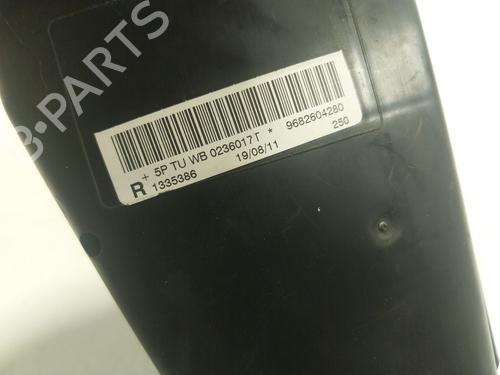 B-PARTS
+ 5P TU WB 0236017T * 9682604280
R 1335386 19/08/11 250